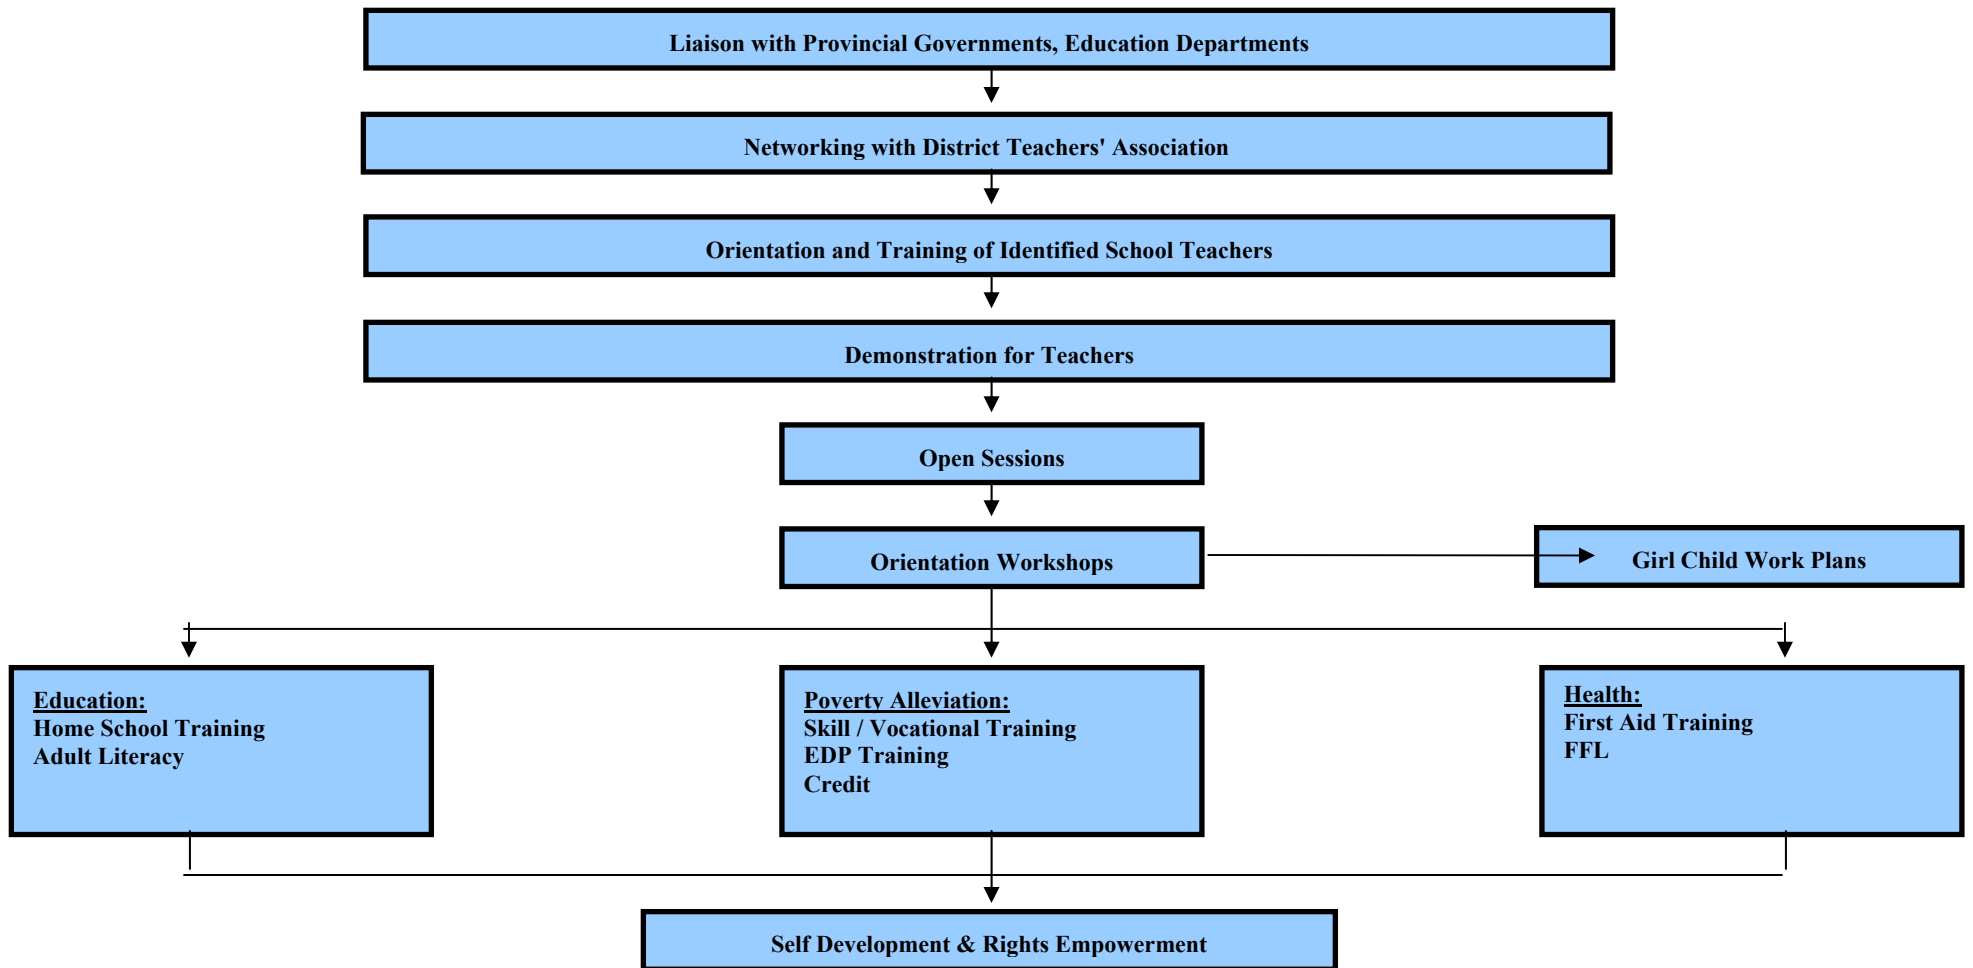 Liaison with Provincial Governments, Education Departments
Networking with District Teachers' Association
Orientation and Training of Identified School Teachers
Demonstration for Teachers
Open Sessions
Orientation Workshops
Girl Child Work Plans
Education:
Home School Training
Adult Literacy
Poverty Alleviation:
Skill / Vocational Training
EDP Training
Credit
Health:
First Aid Training
FFL
Self Development & Rights Empowerment